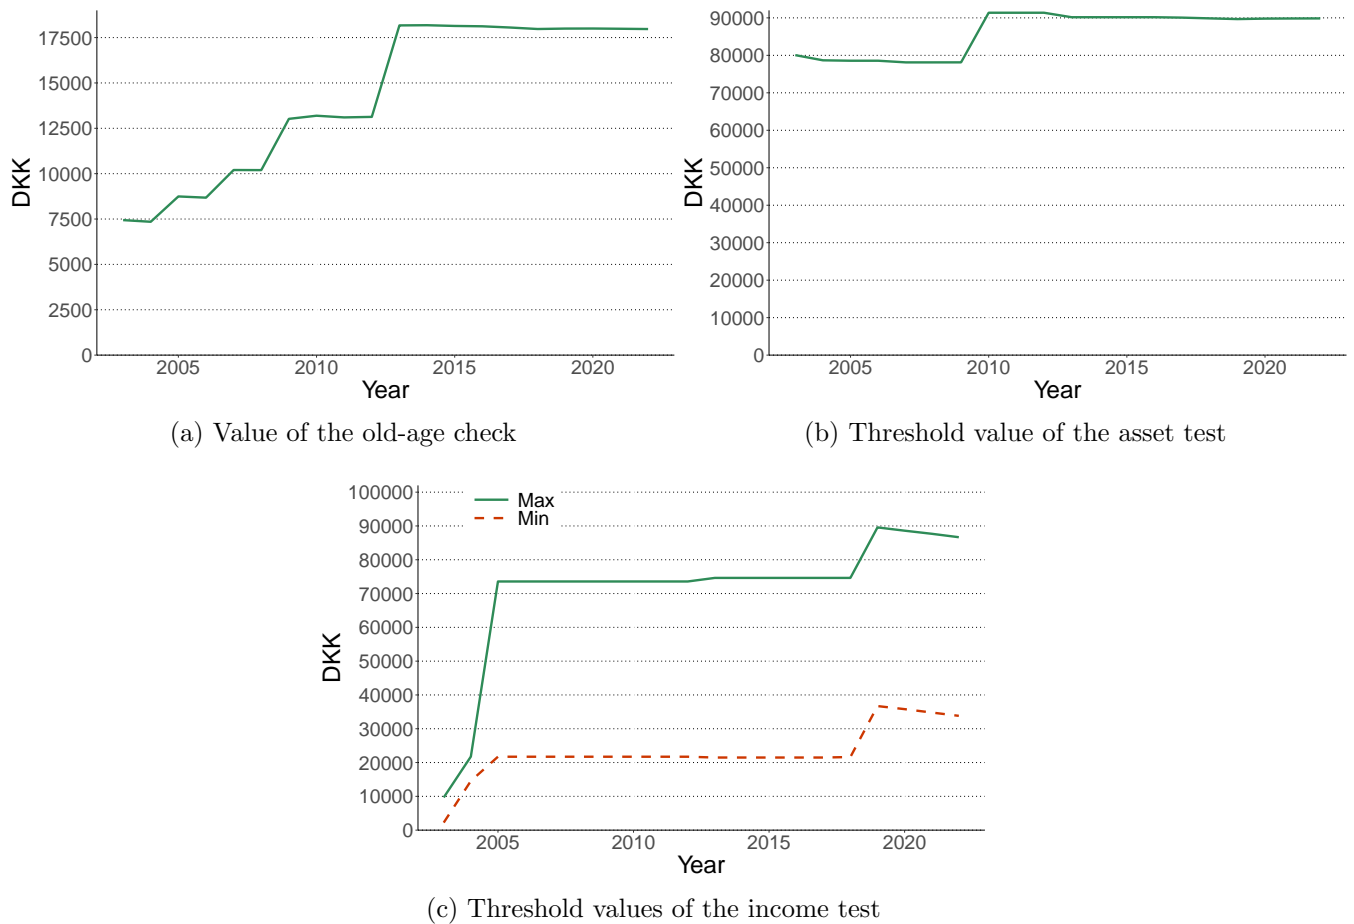 DKK
17500
15000
12500
10000
7500
5000
2500
0
2005 2010 2015 2020
Year
(a) Value of the old-age check
DKK
90000
80000
70000
60000
50000
40000
30000
20000
10000
0
2005 2010 2015 2020
Year
(b) Threshold value of the asset test
DKK
100000
90000
80000
70000
60000
50000
40000
30000
20000
10000
0
Max
Min
2005 2010 2015 2020
Year
(c) Threshold values of the income test